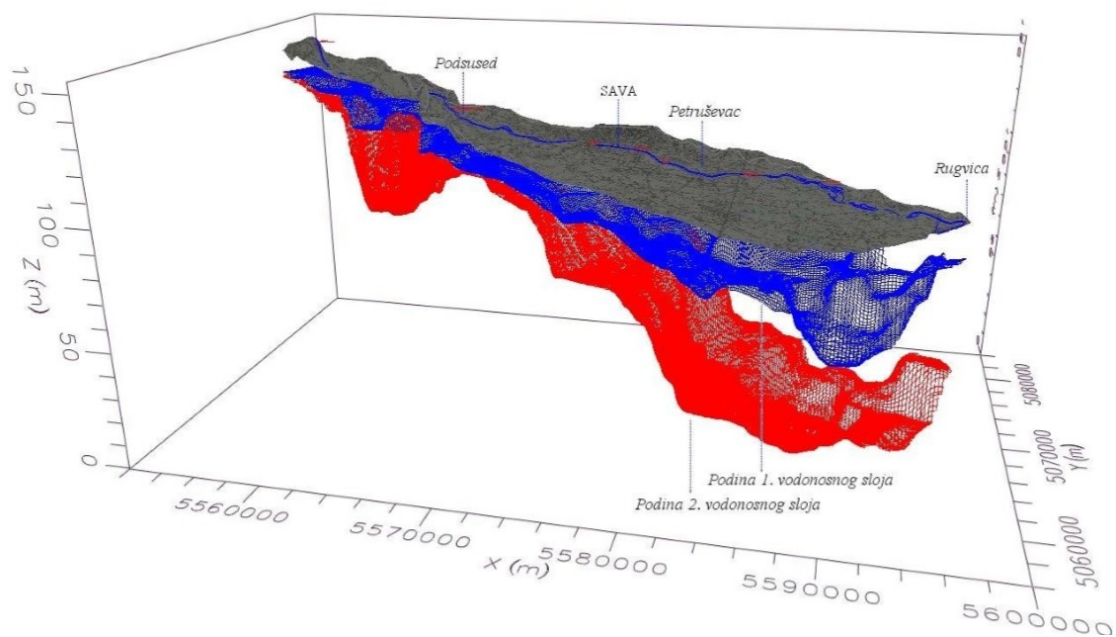 150
100
50
0
Z (m)
Podsused
SAVA
Petruševac
Rugvica
Podina 1. vodonosnog sloja
Podina 2. vodonosnog sloja
5560000
5570000
5580000
5590000
5600000
X (m)
5080000
5070000
5060000
Y (m)